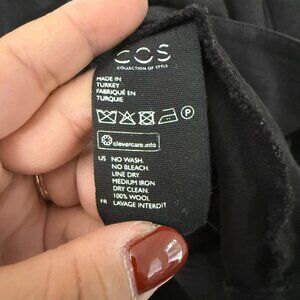 COS
COLLECTION OF STYLE
MADE IN
TURKEY
FABRIQUÉ EN
TURQUIE
P
clevercare.info
US NO WASH.
NO BLEACH.
LINE DRY
MEDIUM IRON
DRY CLEAN.
100% WOOL
FR LAVAGE INTERDIT